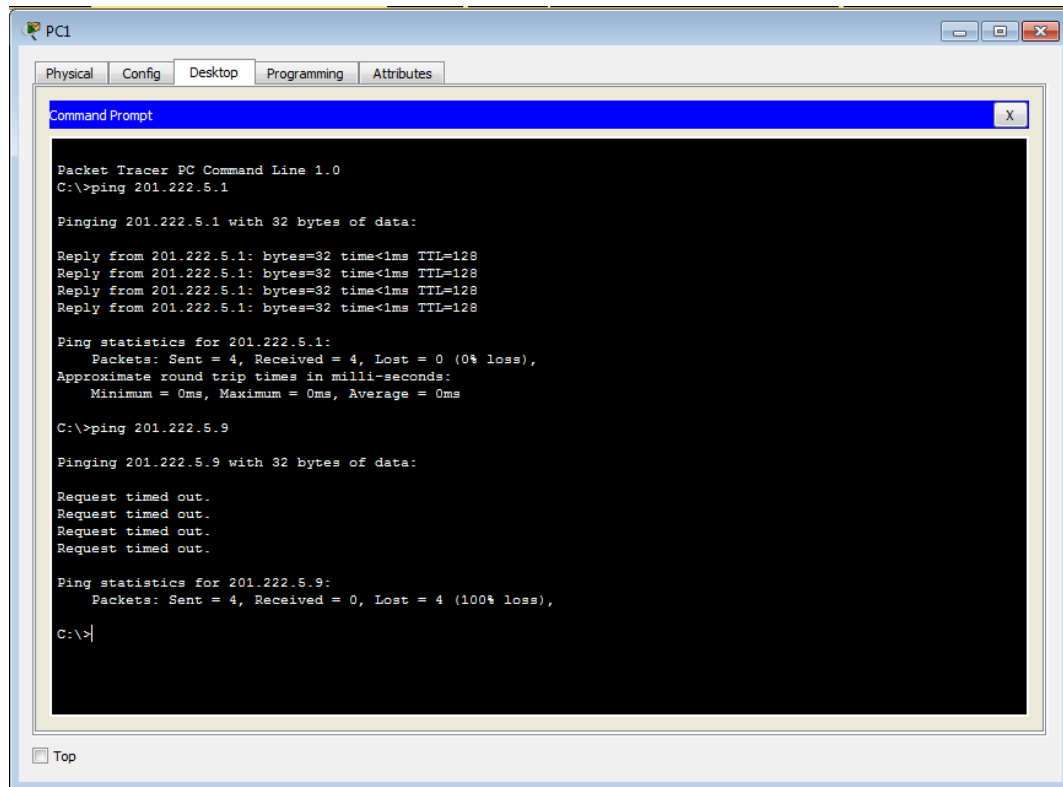 PC1
Physical Config Desktop Programming Attributes
Command Prompt
X
Packet Tracer PC Command Line 1.0
C:\>ping 201.222.5.1
Pinging 201.222.5.1 with 32 bytes of data:
Reply from 201.222.5.1: bytes=32 time<1ms TTL=128
Reply from 201.222.5.1: bytes=32 time<1ms TTL=128
Reply from 201.222.5.1: bytes=32 time<1ms TTL=128
Reply from 201.222.5.1: bytes=32 time<1ms TTL=128
Ping statistics for 201.222.5.1:
Packets: Sent = 4, Received = 4, Lost = 0 (0% loss),
Approximate round trip times in milli-seconds:
Minimum = 0ms, Maximum = 0ms, Average = 0ms
C:\>ping 201.222.5.9
Pinging 201.222.5.9 with 32 bytes of data:
Request timed out.
Request timed out.
Request timed out.
Request timed out.
Ping statistics for 201.222.5.9:
Packets: Sent = 4, Received = 0, Lost = 4 (100% loss),
C:\>
Top